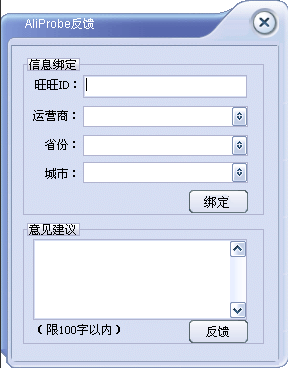 AliProbe反馈
信息绑定
旺旺ID：
运营商：
省份：
城市：
绑定
意见建议
（限100字以内）
反馈